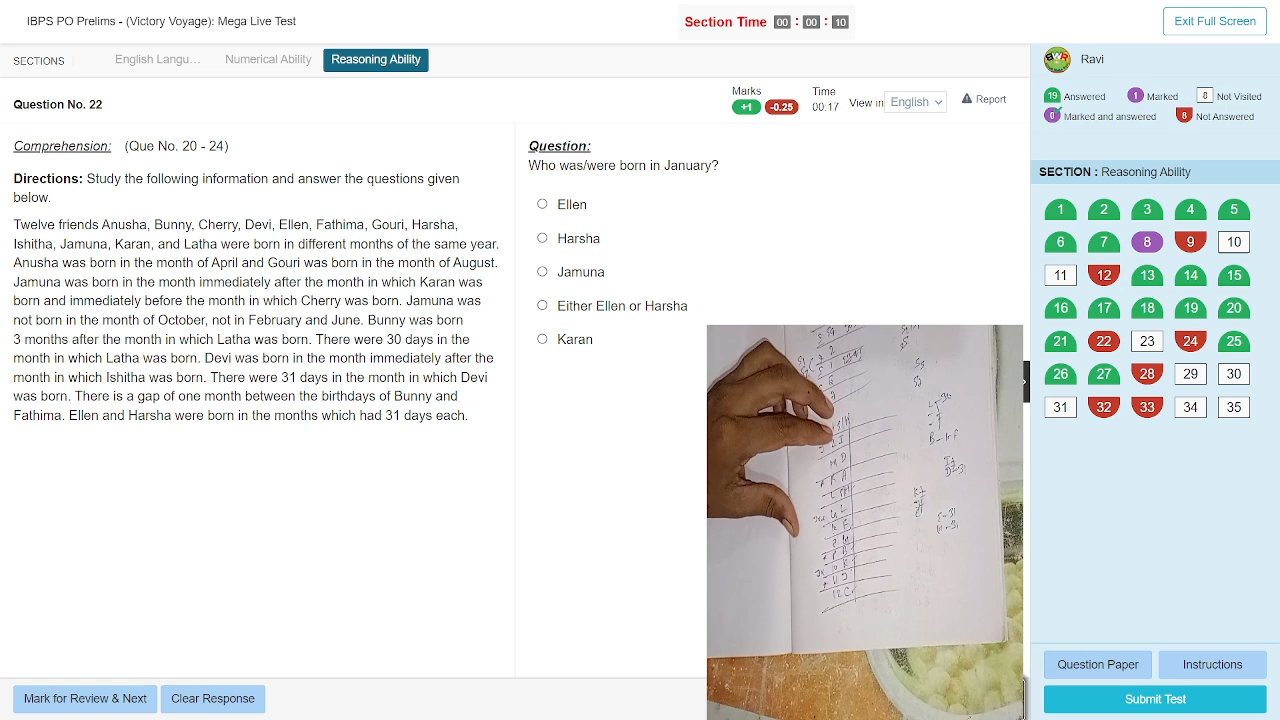 IBPS PO Prelims - (Victory Voyage): Mega Live Test
Section Time 00 : 00 : 10
Exit Full Screen
SECTIONS
English Langu...
Numerical Ability
Reasoning Ability
Ravi
Question No. 22
Marks
+1 -0.25
Time
00.17
View in English
Report
19 Answered
1 Marked
8 Not Visited
0 Marked and answered
8 Not Answered
Comprehension: (Que No. 20 - 24)
Directions: Study the following information and answer the questions given
below.
Twelve friends Anusha, Bunny, Cherry, Devi, Ellen, Fathima, Gouri, Harsha,
Ishitha, Jamuna, Karan, and Latha were born in different months of the same year.
Anusha was born in the month of April and Gouri was born in the month of August.
Jamuna was born in the month immediately after the month in which Karan was
born and immediately before the month in which Cherry was born. Jamuna was
not born in the month of October, not in February and June. Bunny was born
3 months after the month in which Latha was born. There were 30 days in the
month in which Latha was born. Devi was born in the month immediately after the
month in which Ishitha was born. There were 31 days in the month in which Devi
was born. There is a gap of one month between the birthdays of Bunny and
Fathima. Ellen and Harsha were born in the months which had 31 days each.
Question:
Who was/were born in January?
Ellen
Harsha
Jamuna
Either Ellen or Harsha
Karan
SECTION : Reasoning Ability
1 2 3 4 5
6 7 8 9 10
11 12 13 14 15
16 17 18 19 20
21 22 23 24 25
26 27 28 29 30
31 32 33 34 35
Mark for Review & Next
Clear Response
Question Paper
Instructions
Submit Test